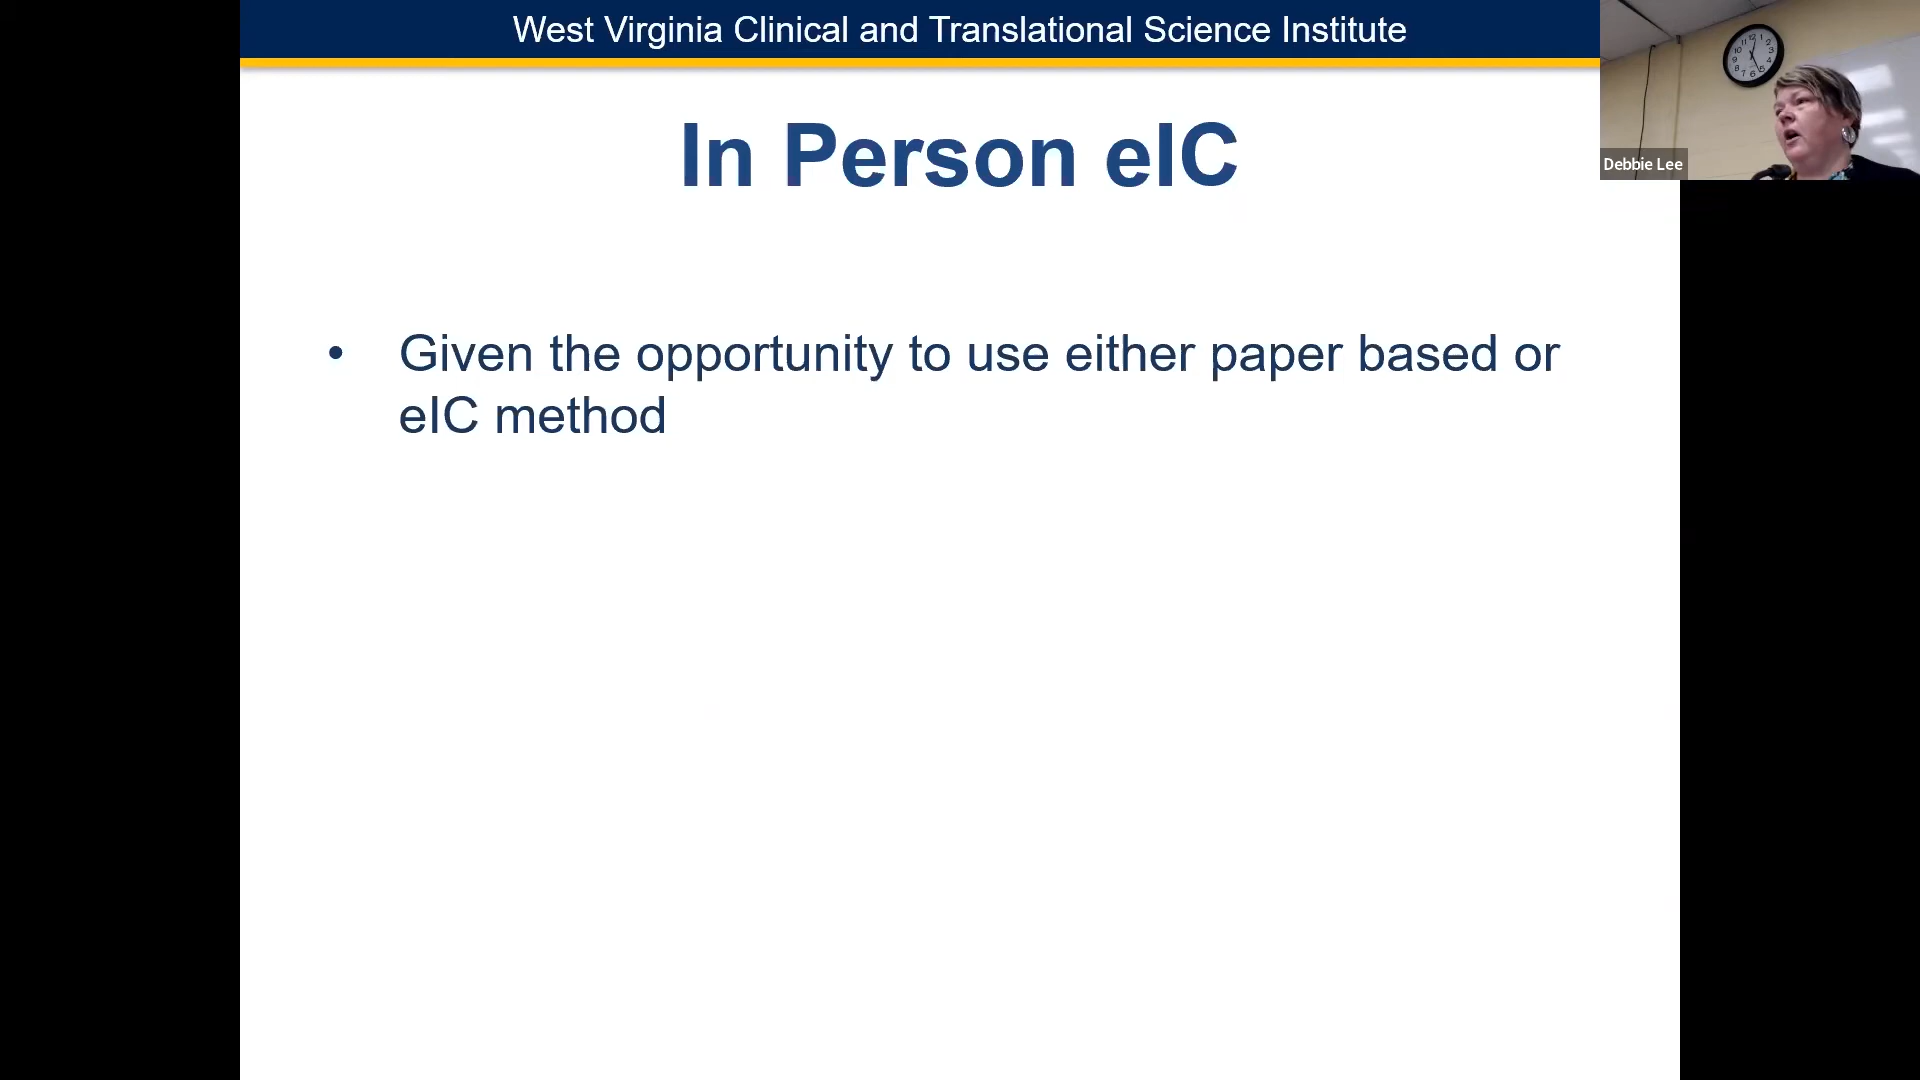 West Virginia Clinical and Translational Science Institute
In Person eIC
Debbie Lee
• Given the opportunity to use either paper based or
eIC method